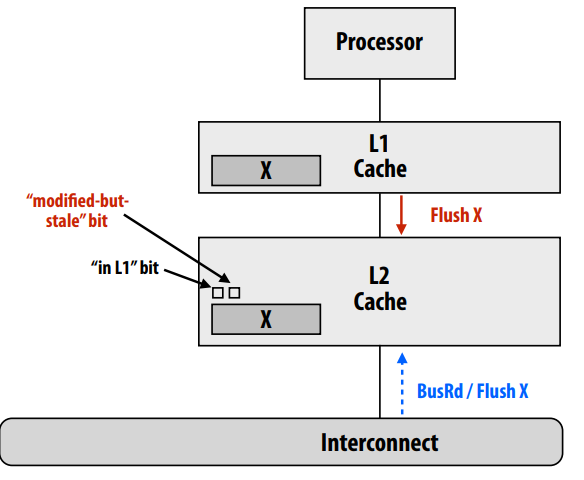 Processor
L1
Cache
X
“modified-but-
stale” bit
Flush X
“in L1” bit
L2
Cache
X
BusRd / Flush X
Interconnect